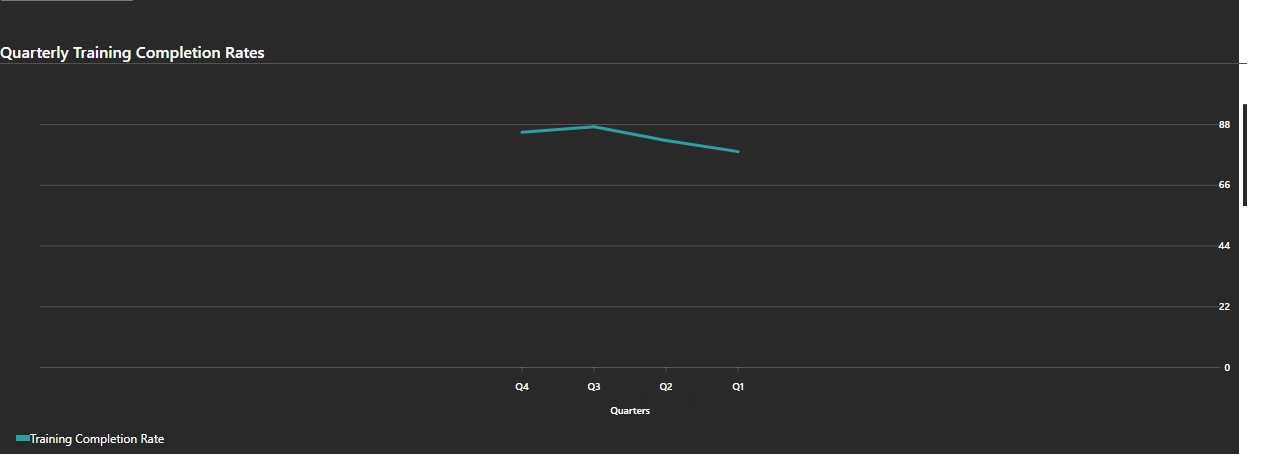 Quarterly Training Completion Rates
88
66
44
22
0
Q4 Q3 Q2 Q1
Quarters
Training Completion Rate